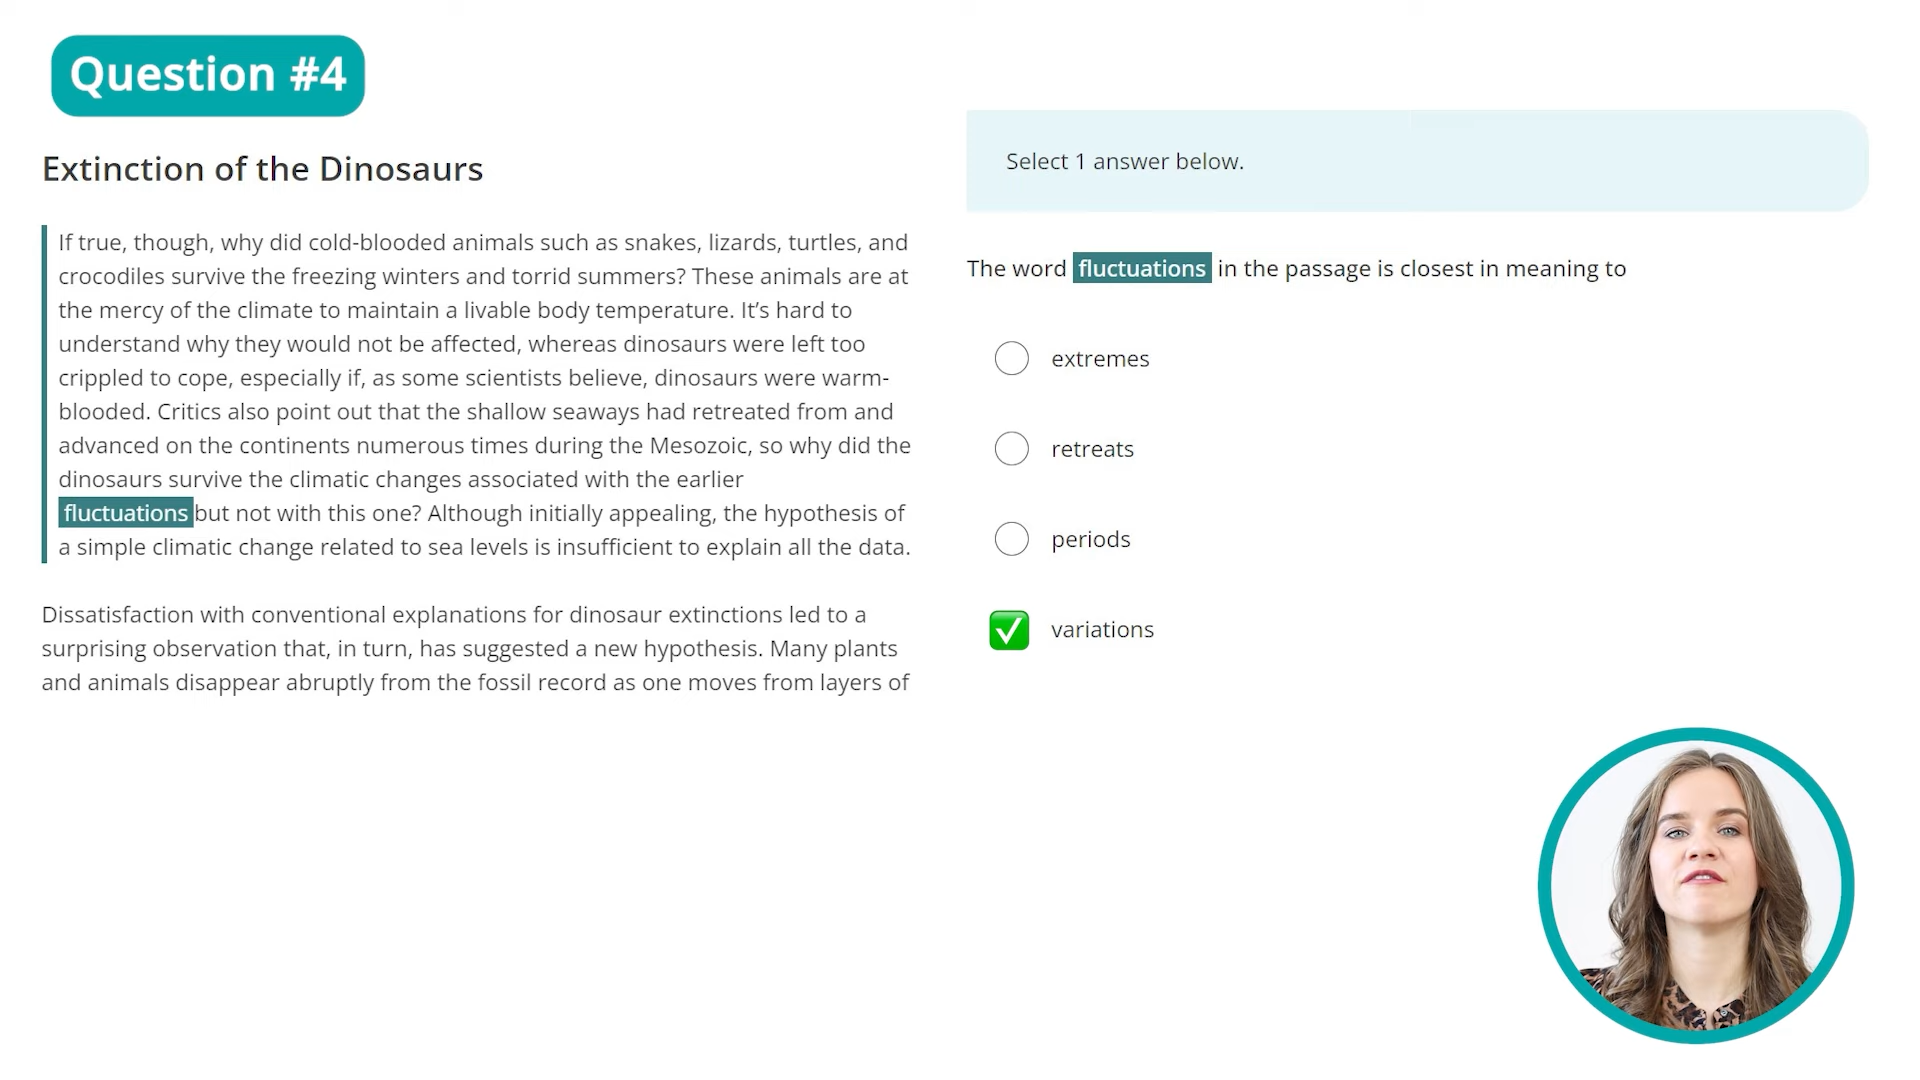 Question #4
Extinction of the Dinosaurs
If true, though, why did cold-blooded animals such as snakes, lizards, turtles, and
crocodiles survive the freezing winters and torrid summers? These animals are at
the mercy of the climate to maintain a livable body temperature. It’s hard to
understand why they would not be affected, whereas dinosaurs were left too
crippled to cope, especially if, as some scientists believe, dinosaurs were warm-
blooded. Critics also point out that the shallow seaways had retreated from and
advanced on the continents numerous times during the Mesozoic, so why did the
dinosaurs survive the climatic changes associated with the earlier
fluctuations but not with this one? Although initially appealing, the hypothesis of
a simple climatic change related to sea levels is insufficient to explain all the data.
Dissatisfaction with conventional explanations for dinosaur extinctions led to a
surprising observation that, in turn, has suggested a new hypothesis. Many plants
and animals disappear abruptly from the fossil record as one moves from layers of
Select 1 answer below.
The word fluctuations in the passage is closest in meaning to
extremes
retreats
periods
variations